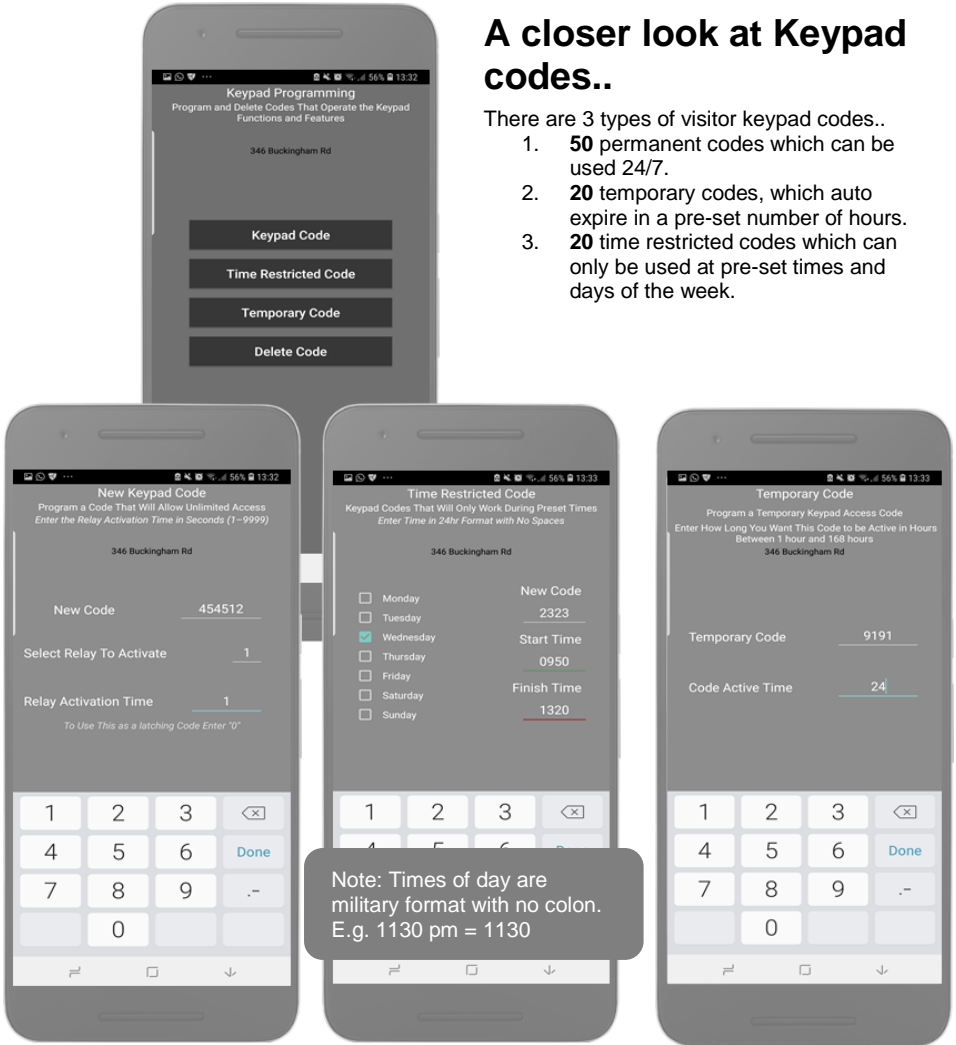 A closer look at Keypad
codes..
There are 3 types of visitor keypad codes..
1. 50 permanent codes which can be
used 24/7.
2. 20 temporary codes, which auto
expire in a pre-set number of hours.
3. 20 time restricted codes which can
only be used at pre-set times and
days of the week.
56% 13:32
Keypad Programming
Program and Delete Codes That Operate the Keypad
Functions and Features
346 Buckingham Rd
Keypad Code
Time Restricted Code
Temporary Code
Delete Code
56% 13:32
New Keypad Code
Program a Code That Will Allow Unlimited Access
Enter the Relay Activation Time in Seconds (1-9999)
346 Buckingham Rd
New Code 454512
Select Relay To Activate 1
Relay Activation Time 1
To Use This as a latching Code Enter "0"
1 2 3
4 5 6 Done
7 8 9 .-
0
56% 13:33
Time Restricted Code
Keypad Codes That Will Only Work During Preset Times
Enter Time in 24hr Format with No Spaces
346 Buckingham Rd
Monday
Tuesday
Wednesday
Thursday
Friday
Saturday
Sunday
New Code
2323
Start Time
0950
Finish Time
1320
1 2 3
Note: Times of day are
military format with no colon.
E.g. 1130 pm = 1130
56% 13:33
Temporary Code
Program a Temporary Keypad Access Code
Enter How Long You Want This Code to be Active in Hours
Between 1 hour and 168 hours
346 Buckingham Rd
Temporary Code 9191
Code Active Time 24
1 2 3
4 5 6 Done
7 8 9 .-
0